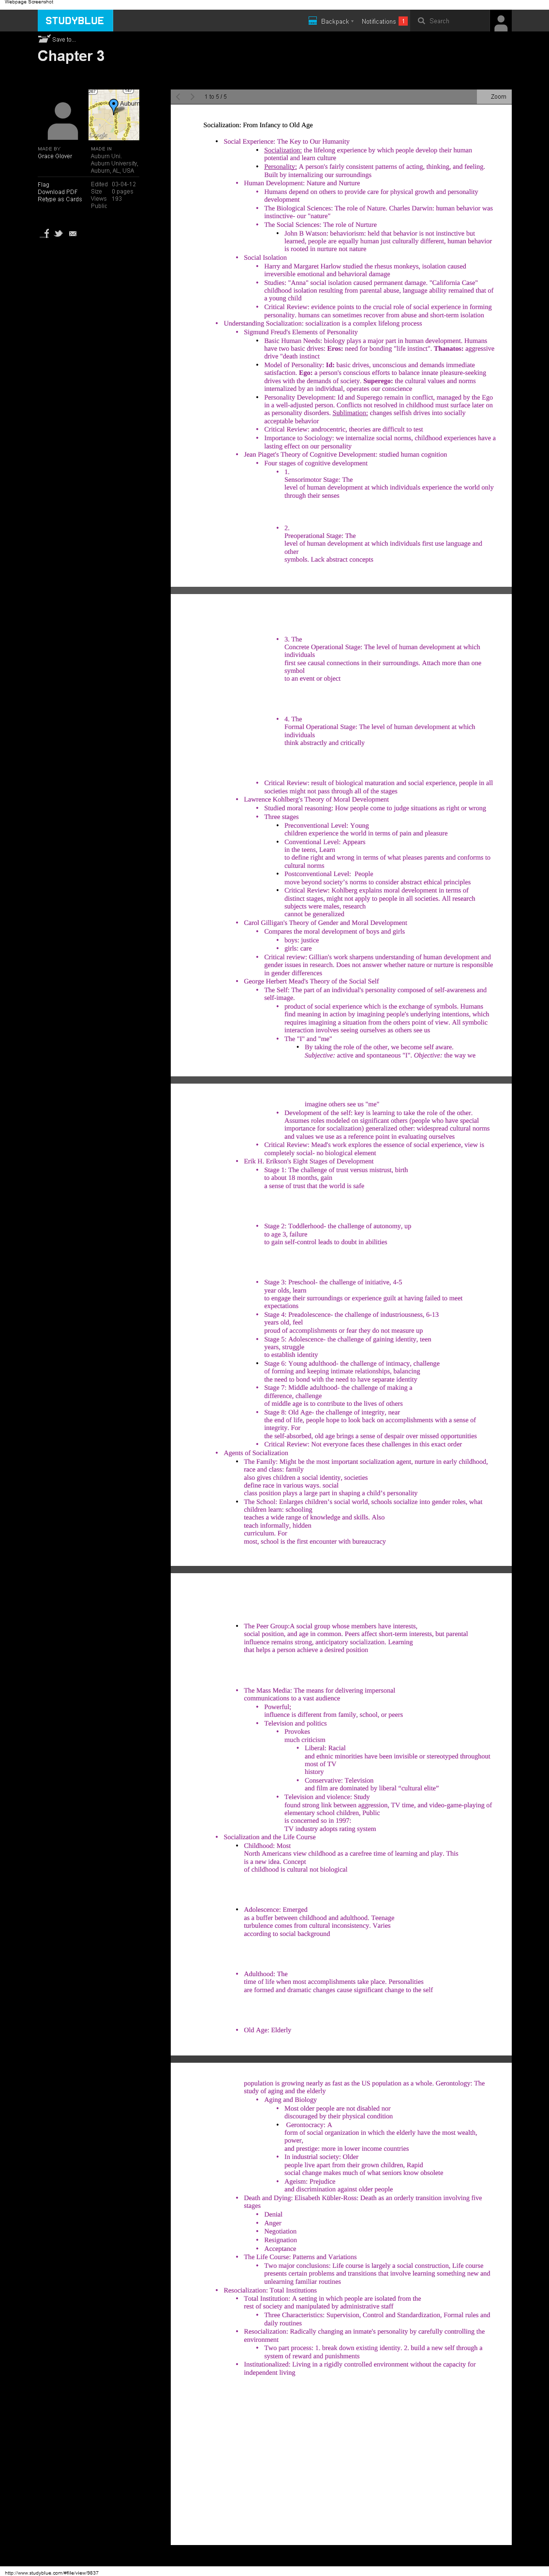 Webpage Screenshot
STUDYBLUE
Backpack
Notifications
1
Search
Save to...
Chapter 3
1 to 5 / 5
Zoom
Auburn
MADE BY
Grace Glover
MADE IN
Auburn Uni.
Auburn University,
Auburn, AL, USA
Flag
Download PDF
Retype as Cards
Edited 03-04-12
Size 0 pages
Views 193
Public
Socialization: From Infancy to Old Age
• Social Experience: The Key to Our Humanity
• Socialization: the lifelong experience by which people develop their human
potential and learn culture
• Personality: A person's fairly consistent patterns of acting, thinking, and feeling.
Built by internalizing our surroundings
• Human Development: Nature and Nurture
• Humans depend on others to provide care for physical growth and personality
development
• The Biological Sciences: The role of Nature. Charles Darwin: human behavior was
instinctive- our "nature"
• The Social Sciences: The role of Nurture
• John B Watson: behaviorism: held that behavior is not instinctive but
learned, people are equally human just culturally different, human behavior
is rooted in nurture not nature
• Social Isolation
• Harry and Margaret Harlow studied the rhesus monkeys, isolation caused
irreversible emotional and behavioral damage
• Studies: "Anna" social isolation caused permanent damage. "California Case"
childhood isolation resulting from parental abuse, language ability remained that of
a young child
• Critical Review: evidence points to the crucial role of social experience in forming
personality. humans can sometimes recover from abuse and short-term isolation
• Understanding Socialization: socialization is a complex lifelong process
• Sigmund Freud's Elements of Personality
• Basic Human Needs: biology plays a major part in human development. Humans
have two basic drives: Eros: need for bonding "life instinct". Thanatos: aggressive
drive "death instinct
• Model of Personality: Id: basic drives, unconscious and demands immediate
satisfaction. Ego: a person's conscious efforts to balance innate pleasure-seeking
drives with the demands of society. Superego: the cultural values and norms
internalized by an individual, operates our conscience
• Personality Development: Id and Superego remain in conflict, managed by the Ego
in a well-adjusted person. Conflicts not resolved in childhood must surface later on
as personality disorders. Sublimation: changes selfish drives into socially
acceptable behavior
• Critical Review: androcentric, theories are difficult to test
• Importance to Sociology: we internalize social norms, childhood experiences have a
lasting effect on our personality
• Jean Piaget's Theory of Cognitive Development: studied human cognition
• Four stages of cognitive development
• 1.
Sensorimotor Stage: The
level of human development at which individuals experience the world only
through their senses
• 2.
Preoperational Stage: The
level of human development at which individuals first use language and
other
symbols. Lack abstract concepts
• 3. The
Concrete Operational Stage: The level of human development at which
individuals
first see causal connections in their surroundings. Attach more than one
symbol
to an event or object
• 4. The
Formal Operational Stage: The level of human development at which
individuals
think abstractly and critically
• Critical Review: result of biological maturation and social experience, people in all
societies might not pass through all of the stages
• Lawrence Kohlberg's Theory of Moral Development
• Studied moral reasoning: How people come to judge situations as right or wrong
• Three stages
• Preconventional Level: Young
children experience the world in terms of pain and pleasure
• Conventional Level: Appears
in the teens, Learn
to define right and wrong in terms of what pleases parents and conforms to
cultural norms
• Postconventional Level: People
move beyond society's norms to consider abstract ethical principles
• Critical Review: Kohlberg explains moral development in terms of
distinct stages, might not apply to people in all societies. All research
subjects were males, research
cannot be generalized
• Carol Gilligan's Theory of Gender and Moral Development
• Compares the moral development of boys and girls
• boys: justice
• girls: care
• Critical review: Gillian's work sharpens understanding of human development and
gender issues in research. Does not answer whether nature or nurture is responsible
in gender differences
• George Herbert Mead's Theory of the Social Self
• The Self: The part of an individual's personality composed of self-awareness and
self-image.
• product of social experience which is the exchange of symbols. Humans
find meaning in action by imagining people's underlying intentions, which
requires imagining a situation from the others point of view. All symbolic
interaction involves seeing ourselves as others see us
• The "I" and "me"
• By taking the role of the other, we become self aware.
Subjective: active and spontaneous "I". Objective: the way we
imagine others see us "me"
• Development of the self: key is learning to take the role of the other.
Assumes roles modeled on significant others (people who have special
importance for socialization) generalized other: widespread cultural norms
and values we use as a reference point in evaluating ourselves
• Critical Review: Mead's work explores the essence of social experience, view is
completely social- no biological element
• Erik H. Erikson's Eight Stages of Development
• Stage 1: The challenge of trust versus mistrust, birth
to about 18 months, gain
a sense of trust that the world is safe
• Stage 2: Toddlerhood- the challenge of autonomy, up
to age 3, failure
to gain self-control leads to doubt in abilities
• Stage 3: Preschool- the challenge of initiative, 4-5
year olds, learn
to engage their surroundings or experience guilt at having failed to meet
expectations
• Stage 4: Preadolescence- the challenge of industriousness, 6-13
years old, feel
proud of accomplishments or fear they do not measure up
• Stage 5: Adolescence- the challenge of gaining identity, teen
years, struggle
to establish identity
• Stage 6: Young adulthood- the challenge of intimacy, challenge
of forming and keeping intimate relationships, balancing
the need to bond with the need to have separate identity
• Stage 7: Middle adulthood- the challenge of making a
difference, challenge
of middle age is to contribute to the lives of others
• Stage 8: Old Age- the challenge of integrity, near
the end of life, people hope to look back on accomplishments with a sense of
integrity. For
the self-absorbed, old age brings a sense of despair over missed opportunities
• Critical Review: Not everyone faces these challenges in this exact order
• Agents of Socialization
• The Family: Might be the most important socialization agent, nurture in early childhood,
race and class: family
also gives children a social identity, societies
define race in various ways. social
class position plays a large part in shaping a child's personality
• The School: Enlarges children's social world, schools socialize into gender roles, what
children learn: schooling
teaches a wide range of knowledge and skills. Also
teach informally, hidden
curriculum. For
most, school is the first encounter with bureaucracy
• The Peer Group:A social group whose members have interests,
social position, and age in common. Peers affect short-term interests, but parental
influence remains strong, anticipatory socialization. Learning
that helps a person achieve a desired position
• The Mass Media: The means for delivering impersonal
communications to a vast audience
• Powerful;
influence is different from family, school, or peers
• Television and politics
• Provokes
much criticism
• Liberal: Racial
and ethnic minorities have been invisible or stereotyped throughout
most of TV
history
• Conservative: Television
and film are dominated by liberal “cultural elite”
• Television and violence: Study
found strong link between aggression, TV time, and video-game-playing of
elementary school children, Public
is concerned so in 1997:
TV industry adopts rating system
• Socialization and the Life Course
• Childhood: Most
North Americans view childhood as a carefree time of learning and play. This
is a new idea. Concept
of childhood is cultural not biological
• Adolescence: Emerged
as a buffer between childhood and adulthood. Teenage
turbulence comes from cultural inconsistency. Varies
according to social background
• Adulthood: The
time of life when most accomplishments take place. Personalities
are formed and dramatic changes cause significant change to the self
• Old Age: Elderly
population is growing nearly as fast as the US population as a whole. Gerontology: The
study of aging and the elderly
• Aging and Biology
• Most older people are not disabled nor
discouraged by their physical condition
• Gerontocracy: A
form of social organization in which the elderly have the most wealth,
power,
and prestige: more in lower income countries
• In industrial society: Older
people live apart from their grown children, Rapid
social change makes much of what seniors know obsolete
• Ageism: Prejudice
and discrimination against older people
• Death and Dying: Elisabeth Kübler-Ross: Death as an orderly transition involving five
stages
• Denial
• Anger
• Negotiation
• Resignation
• Acceptance
• The Life Course: Patterns and Variations
• Two major conclusions: Life course is largely a social construction, Life course
presents certain problems and transitions that involve learning something new and
unlearning familiar routines
• Resocialization: Total Institutions
• Total Institution: A setting in which people are isolated from the
rest of society and manipulated by administrative staff
• Three Characteristics: Supervision, Control and Standardization, Formal rules and
daily routines
• Resocialization: Radically changing an inmate's personality by carefully controlling the
environment
• Two part process: 1. break down existing identity. 2. build a new self through a
system of reward and punishments
• Institutionalized: Living in a rigidly controlled environment without the capacity for
independent living
http://www.studyblue.com/#file/view/9837